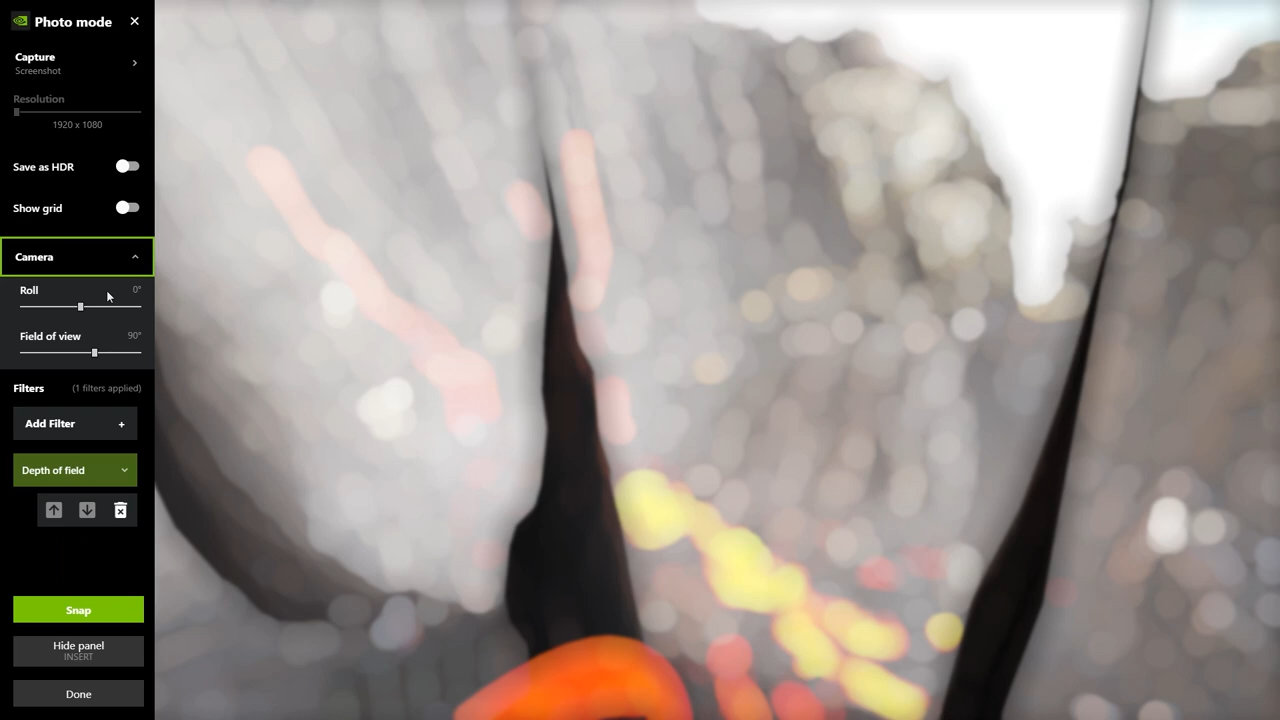 Photo mode
Capture
Screenshot
Resolution
1920 x 1080
Save as HDR
Show grid
Camera
Roll 0°
Field of view 90°
Filters (1 filters applied)
Add Filter +
Depth of field
Snap
Hide panel
INSERT
Done